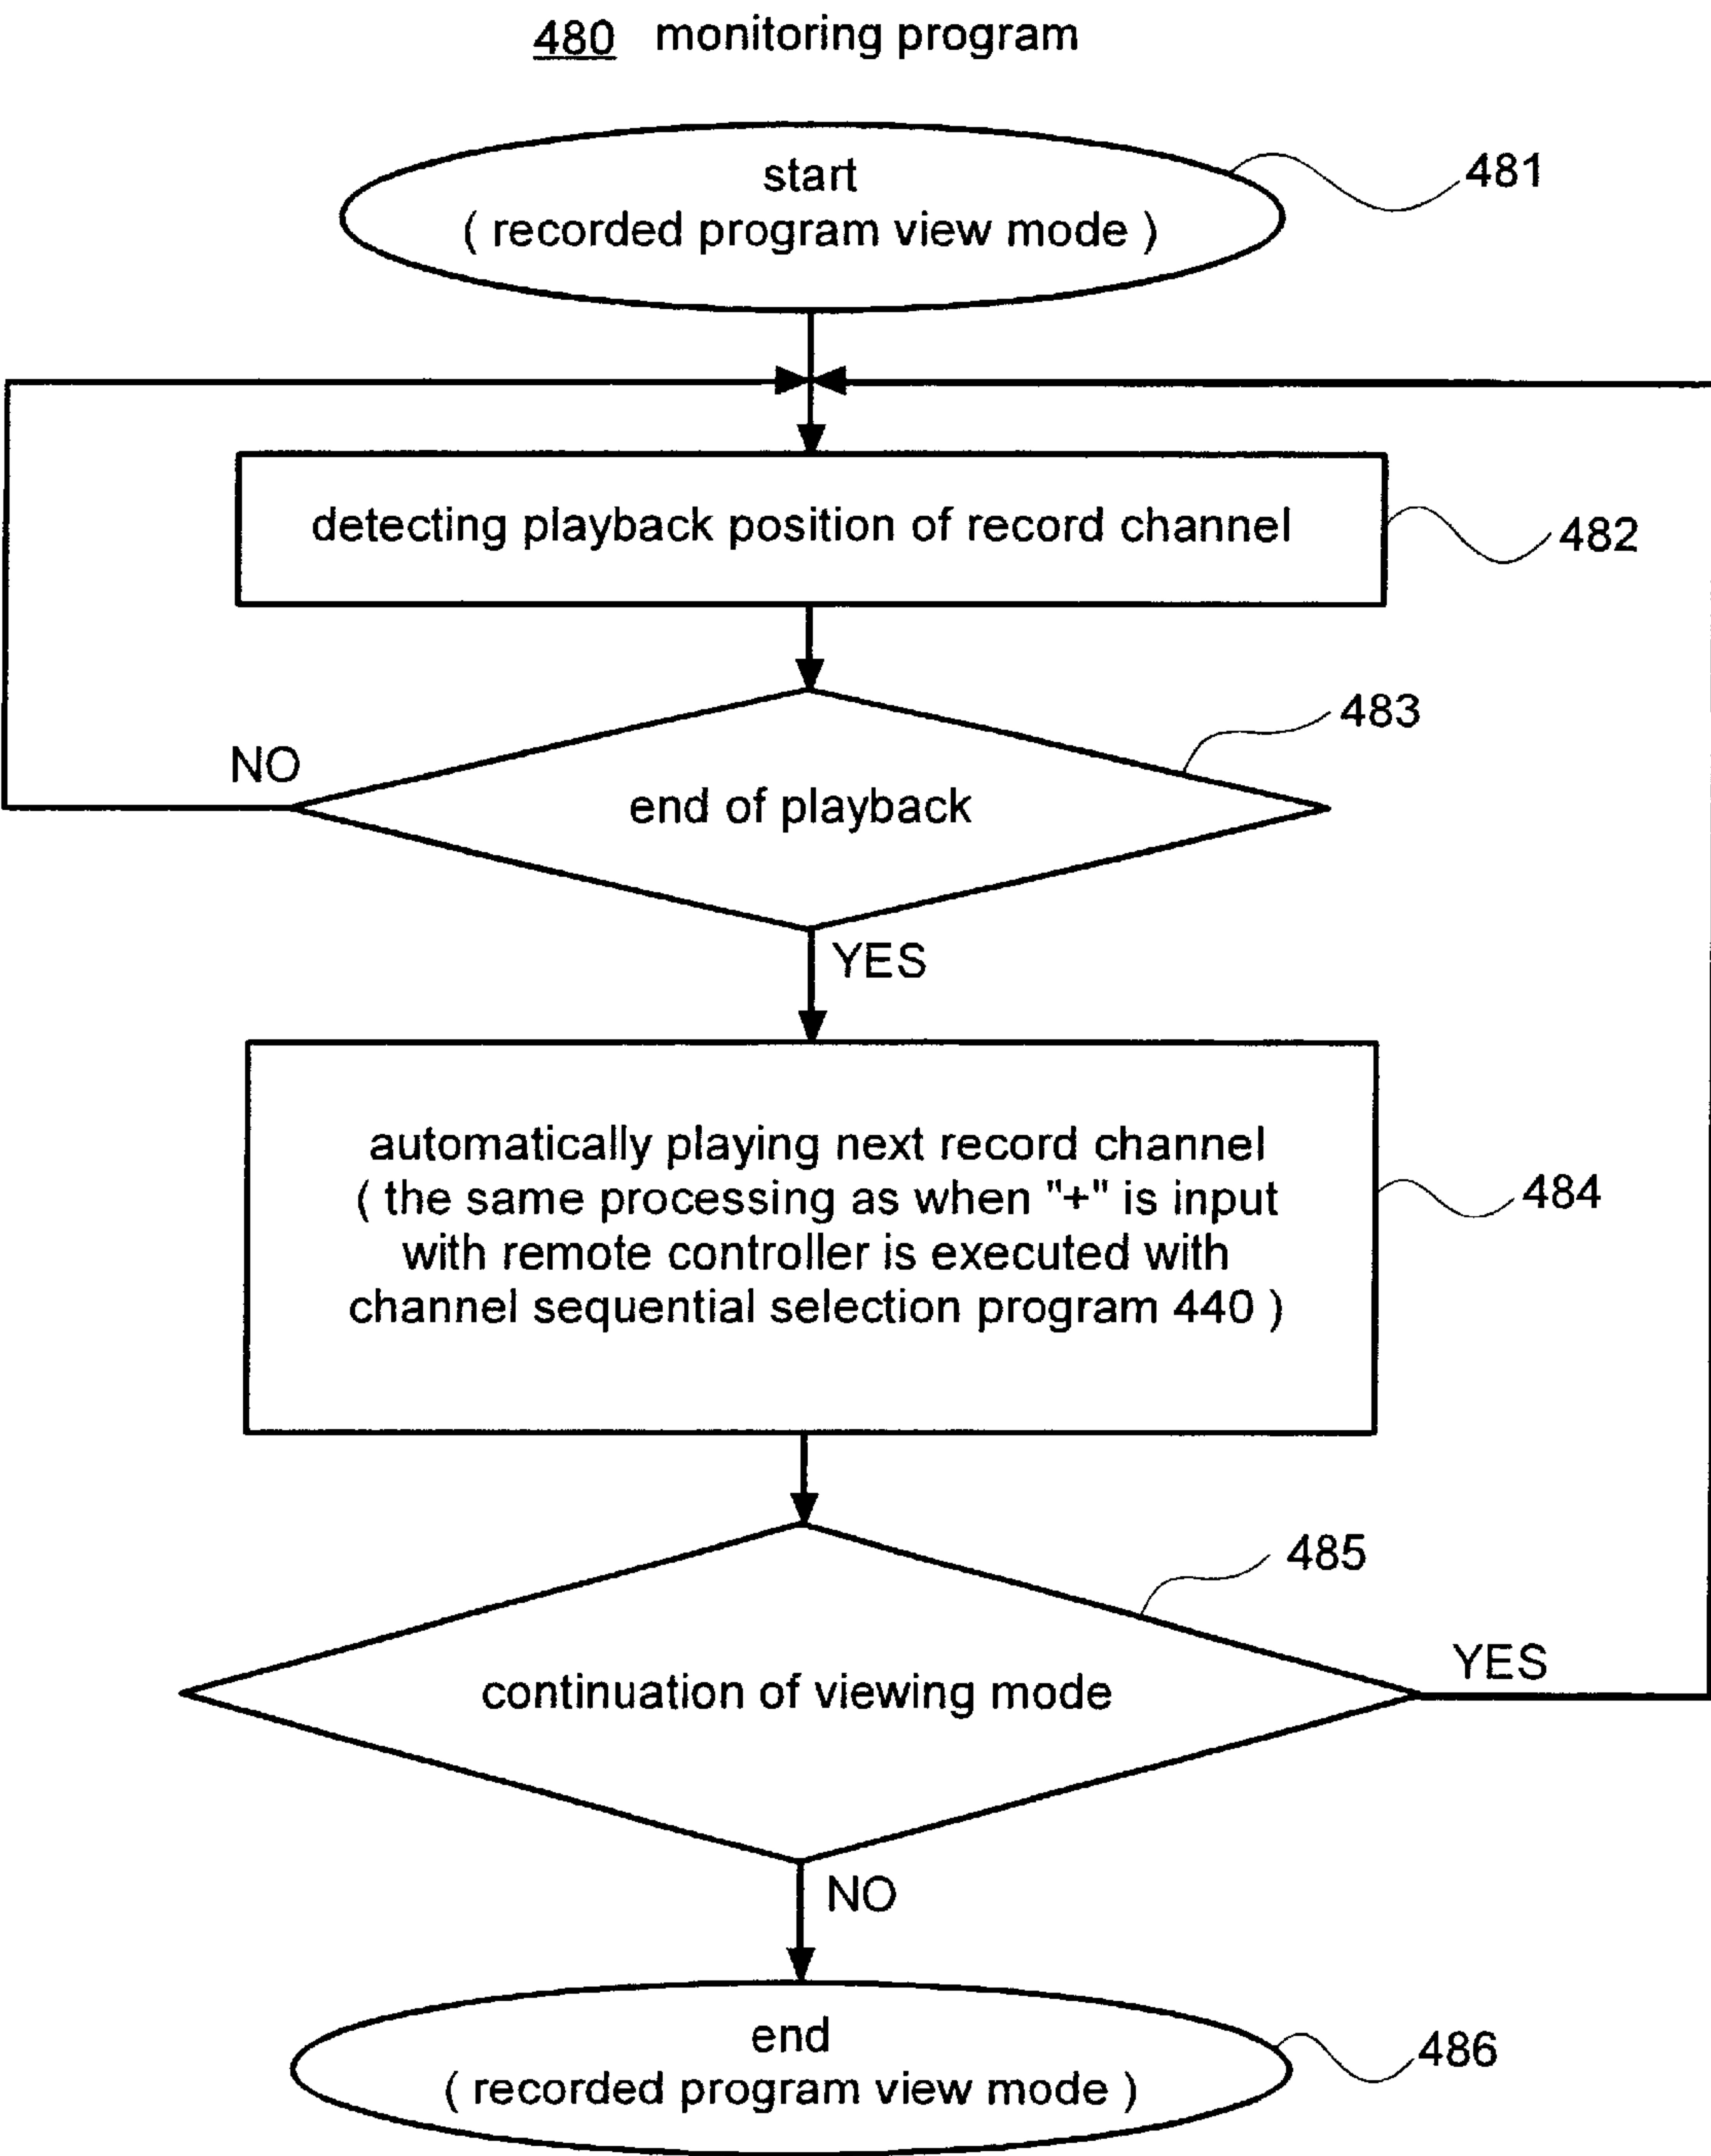 480 monitoring program
start
( recorded program view mode )
481
detecting playback position of record channel
482
483
NO
end of playback
YES
automatically playing next record channel
( the same processing as when "+" is input
with remote controller is executed with
channel sequential selection program 440 )
484
485
YES
continuation of viewing mode
NO
end
( recorded program view mode )
486